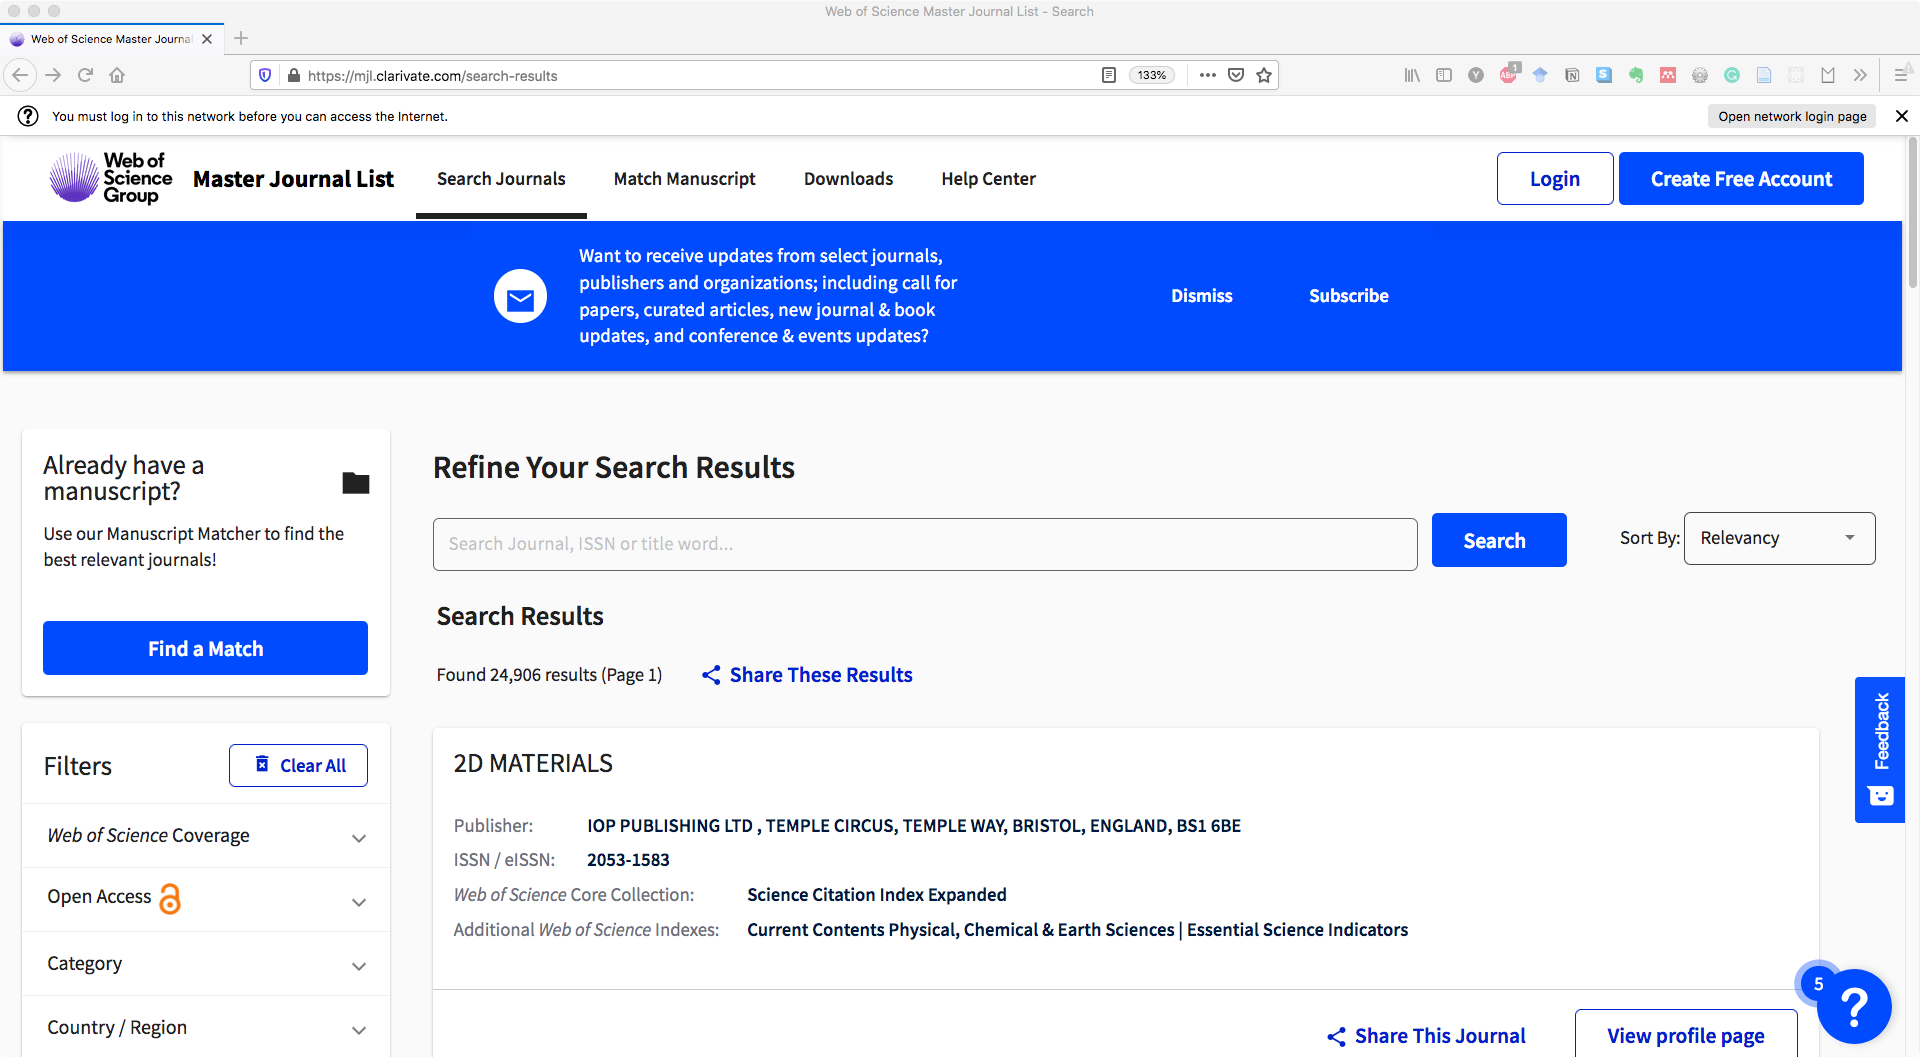 Web of Science Master Journal List - Search
Web of Science Master Journa
https://mjl.clarivate.com/search-results
133%
1
You must log in to this network before you can access the Internet.
Open network login page
Web of
Science
Group
Master Journal List
Search Journals
Match Manuscript
Downloads
Help Center
Login
Create Free Account
Want to receive updates from select journals,
publishers and organizations; including call for
papers, curated articles, new journal & book
updates, and conference & events updates?
Dismiss
Subscribe
Already have a
manuscript?
Use our Manuscript Matcher to find the
best relevant journals!
Find a Match
Refine Your Search Results
Search Journal, ISSN or title word...
Search
Sort By:
Relevancy
Search Results
Found 24,906 results (Page 1)
Share These Results
Feedback
Filters
Clear All
Web of Science Coverage
Open Access
Category
Country / Region
2D MATERIALS
Publisher: IOP PUBLISHING LTD , TEMPLE CIRCUS, TEMPLE WAY, BRISTOL, ENGLAND, BS1 6BE
ISSN / eISSN: 2053-1583
Web of Science Core Collection: Science Citation Index Expanded
Additional Web of Science Indexes: Current Contents Physical, Chemical & Earth Sciences | Essential Science Indicators
Share This Journal
View profile page
5
?